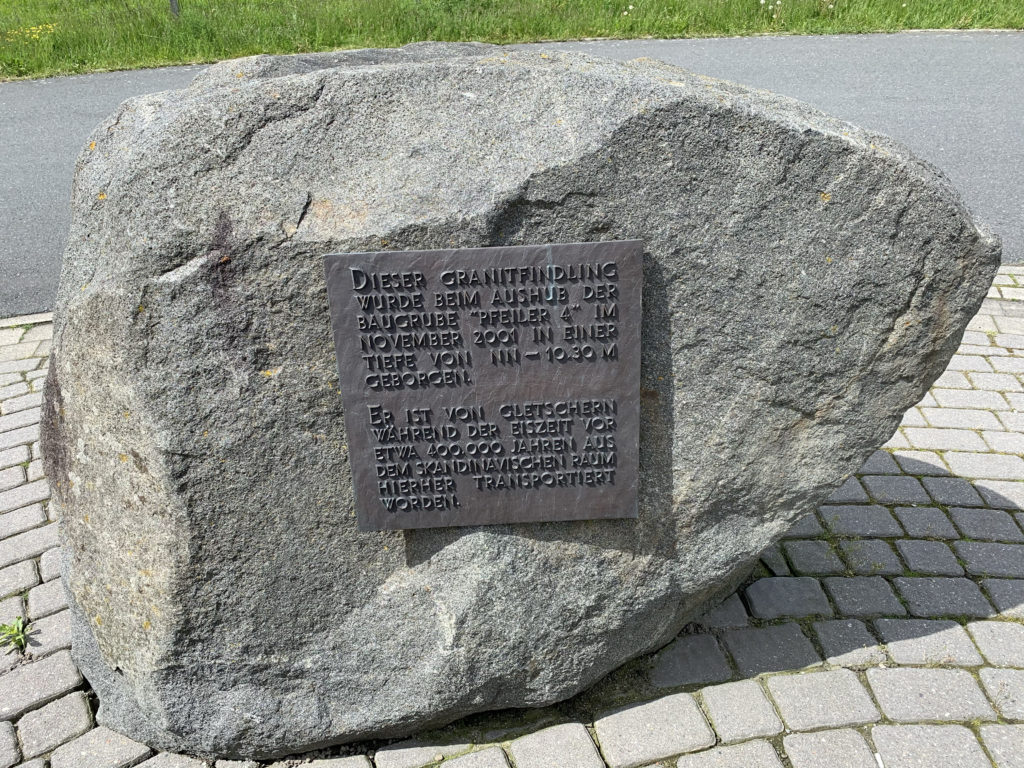 DIESER GRANITFINDLING
WURDE BEIM AUSHUB DER
BAUGRUBE "PFEILER 4" IM
NOVEMBER 2001 IN EINER
TIEFE VON NN – 10.30 M
GEBORGEN.
ER IST VON GLETSCHERN
WÄHREND DER EISZEIT VOR
ETWA 400.000 JAHREN AUS
DEM SKANDINAVISCHEN RAUM
HIERHER TRANSPORTIERT
WORDEN.